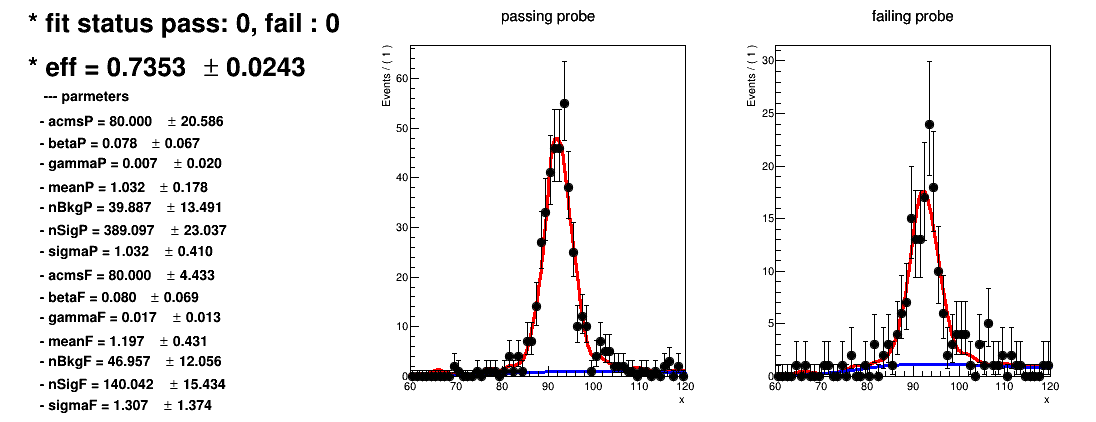 * fit status pass: 0, fail : 0
* eff = 0.7353 ± 0.0243
--- parmeters
- acmsP = 80.000 ± 20.586
- betaP = 0.078 ± 0.067
- gammaP = 0.007 ± 0.020
- meanP = 1.032 ± 0.178
- nBkgP = 39.887 ± 13.491
- nSigP = 389.097 ± 23.037
- sigmaP = 1.032 ± 0.410
- acmsF = 80.000 ± 4.433
- betaF = 0.080 ± 0.069
- gammaF = 0.017 ± 0.013
- meanF = 1.197 ± 0.431
- nBkgF = 46.957 ± 12.056
- nSigF = 140.042 ± 15.434
- sigmaF = 1.307 ± 1.374
passing probe
Events / ( 1 )
60
50
40
30
20
10
0
60 70 80 90 100 110 120
x
failing probe
Events / ( 1 )
30
25
20
15
10
5
0
60 70 80 90 100 110 120
x